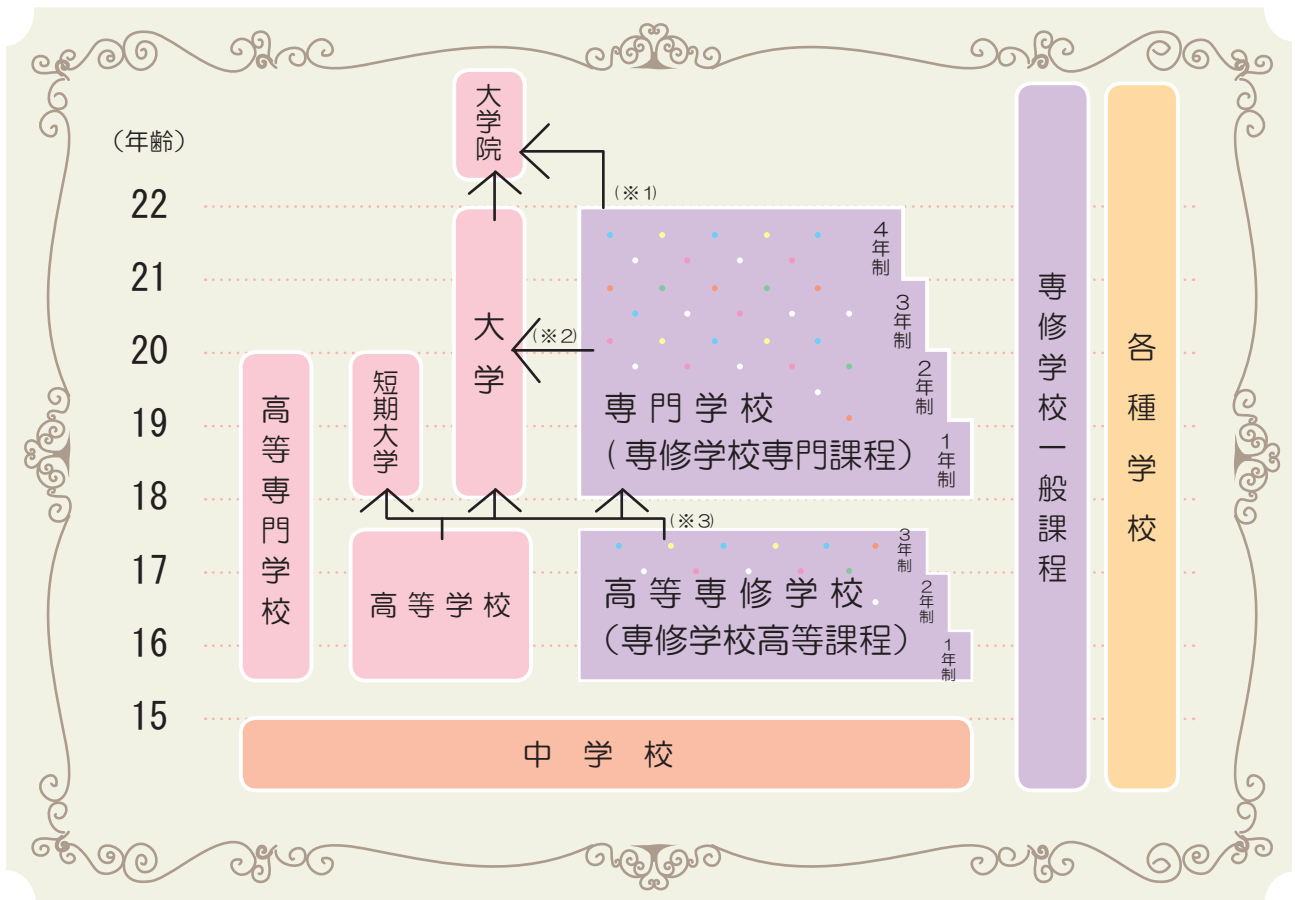 (年齢)
22
21
20
19
18
17
16
15
大学院
(※1)
大学
(※2)
4年制
3年制
2年制
1年制
専門学校
(専修学校専門課程)
高等専門学校
短期大学
(※3)
高等学校
3年制
2年制
1年制
高等専修学校
(専修学校高等課程)
中学校
専修学校一般課程
各種学校